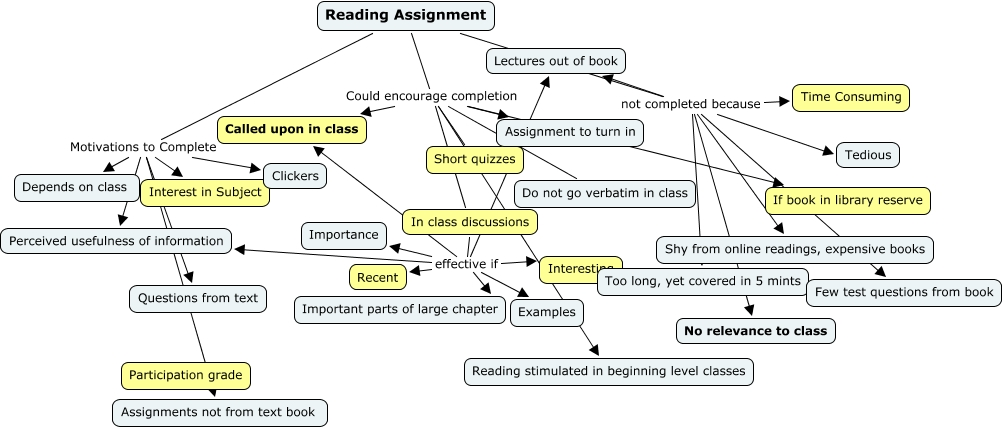 Reading Assignment
Lectures out of book
Could encourage completion
Time Consuming
not completed because
Called upon in class
Assignment to turn in
Motivations to Complete
Short quizzes
Tedious
Clickers
Depends on class
Interest in Subject
Do not go verbatim in class
If book in library reserve
In class discussions
Perceived usefulness of information
Importance
Shy from online readings, expensive books
effective if
Interesting
Recent
Too long, yet covered in 5 mints
Few test questions from book
Questions from text
Important parts of large chapter
Examples
No relevance to class
Participation grade
Reading stimulated in beginning level classes
Assignments not from text book